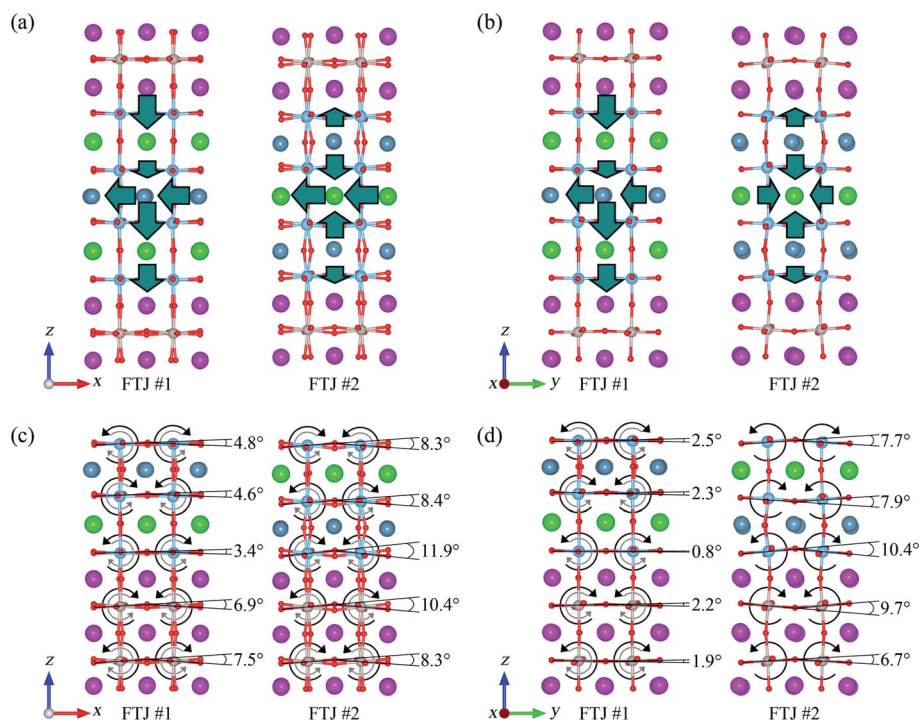 (a)
z
x
FTJ #1
FTJ #2
(b)
z
x
y
FTJ #1
FTJ #2
(c)
4.8°
4.6°
3.4°
6.9°
7.5°
8.3°
8.4°
11.9°
10.4°
8.3°
z
x
FTJ #1
FTJ #2
(d)
2.5°
2.3°
0.8°
2.2°
1.9°
7.7°
7.9°
10.4°
9.7°
6.7°
z
x
y
FTJ #1
FTJ #2